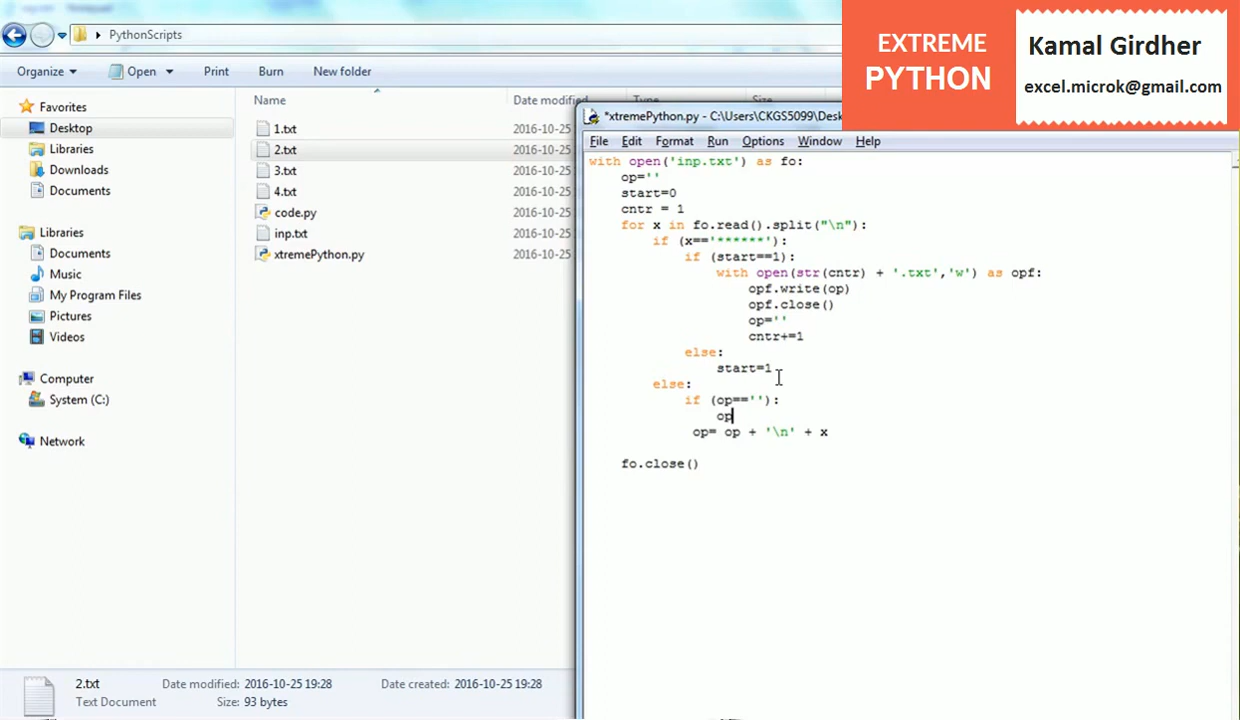 PythonScripts
EXTREME
PYTHON
Kamal Girdher
excel.microk@gmail.com
Organize Open Print Burn New folder
Name Date modified Type Size
Favorites
Desktop
Libraries
Downloads
Documents
Libraries
Documents
Music
My Program Files
Pictures
Videos
Computer
System (C:)
Network
1.txt 2016-10-25
2.txt 2016-10-25
3.txt 2016-10-25
4.txt 2016-10-25
code.py 2016-10-25
inp.txt 2016-10-25
xtremePython.py 2016-10-25
*xtremePython.py - C:\Users\CKGS5099\Desk
File Edit Format Run Options Window Help
with open('inp.txt') as fo:
    op=''
    start=0
    cntr = 1
    for x in fo.read().split("\n"):
        if (x=='******'):
            if (start==1):
                with open(str(cntr) + '.txt','w') as opf:
                    opf.write(op)
                    opf.close()
                    op=''
                    cntr+=1
            else:
                start=1
        else:
            if (op==''):
                op
             op= op + '\n' + x
    fo.close()
2.txt Date modified: 2016-10-25 19:28 Date created: 2016-10-25 19:28
Text Document Size: 93 bytes